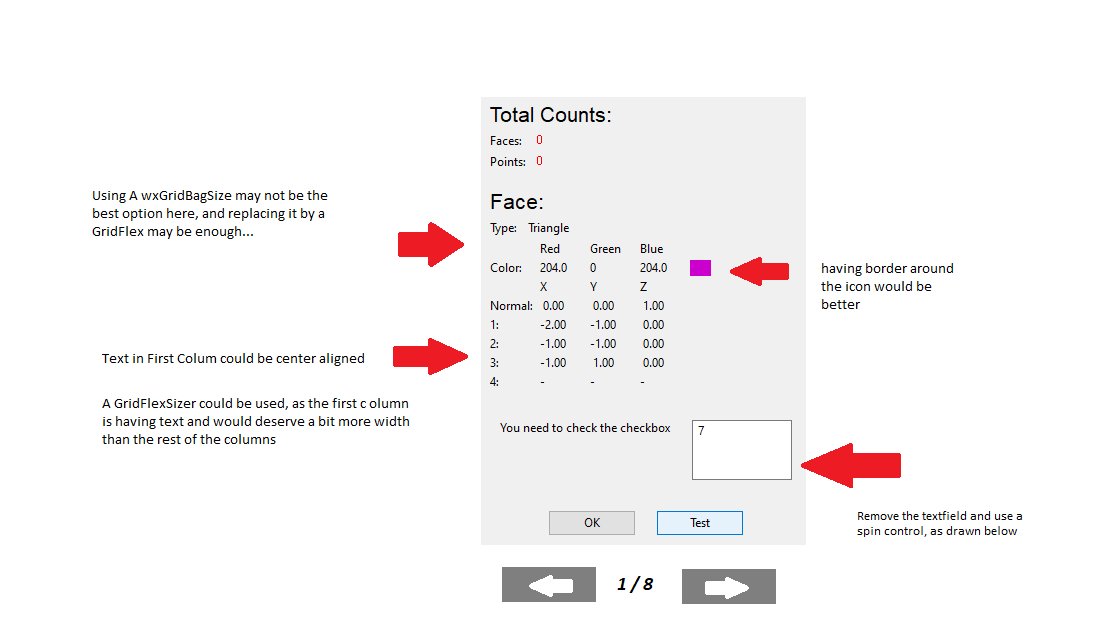 Total Counts:
Faces: 0
Points: 0
Using A wxGridBagSize may not be the
best option here, and replacing it by a
GridFlex may be enough...
Face:
Type: Triangle
Red Green Blue
Color: 204.0 0 204.0
X Y Z
Normal: 0.00 0.00 1.00
1: -2.00 -1.00 0.00
2: -1.00 -1.00 0.00
3: -1.00 1.00 0.00
4: - - -
having border around
the icon would be
better
Text in First Colum could be center aligned
A GridFlexSizer could be used, as the first c olumn
is having text and would deserve a bit more width
than the rest of the columns
You need to check the checkbox
7
OK Test
Remove the textfield and use a
spin control, as drawn below
1 / 8